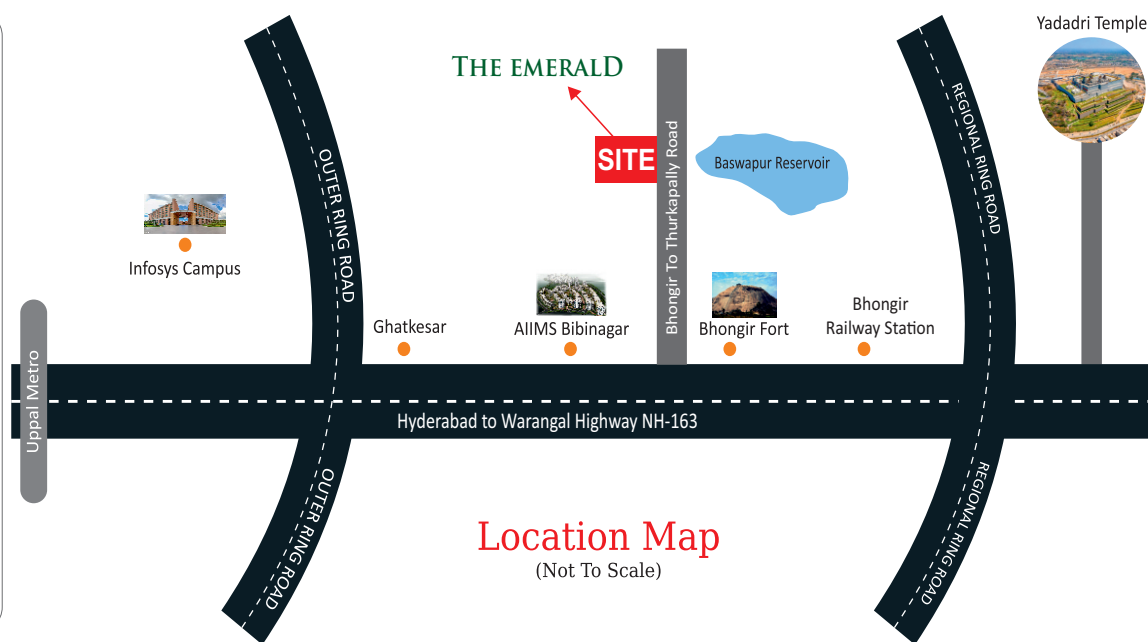 Yadadri Temple
THE EMERALD
SITE
Bhongir To Thurkapally Road
Baswapur Reservoir
OUTER RING ROAD
REGIONAL RING ROAD
Infosys Campus
Ghatkesar
AIIMS Bibinagar
Bhongir Fort
Bhongir
Railway Station
Uppal Metro
Hyderabad to Warangal Highway NH-163
OUTER RING ROAD
REGIONAL RING ROAD
Location Map
(Not To Scale)